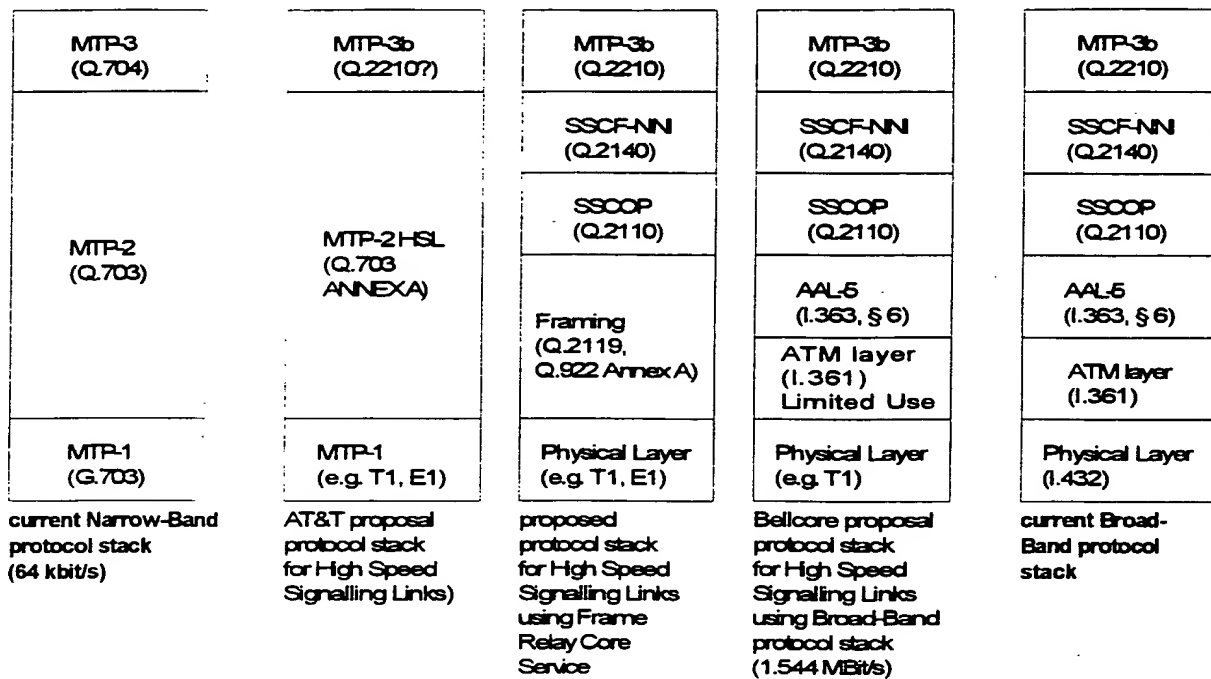 MTP-3
(Q.704)
MTP-2
(Q.703)
MTP-1
(G.703)
current Narrow-Band
protocol stack
(64 kbit/s)
MTP-3b
(Q.2210?)
MTP-2 HSL
(Q.703
ANNEX A)
MTP-1
(e.g. T1, E1)
AT&T proposal
protocol stack
for High Speed
Signalling Links)
MTP-3b
(Q.2210)
SSCF-NNI
(Q.2140)
SSCOP
(Q.2110)
Framing
(Q.2119,
Q.922 Annex A)
Physical Layer
(e.g. T1, E1)
proposed
protocol stack
for High Speed
Signalling Links
using Frame
Relay Core
Service
MTP-3b
(Q.2210)
SSCF-NNI
(Q.2140)
SSCOP
(Q.2110)
AAL-5
(I.363, § 6)
ATM layer
(I.361)
Limited Use
Physical Layer
(e.g. T1)
Bellcore proposal
protocol stack
for High Speed
Signalling Links
using Broad-Band
protocol stack
(1.544 MBit/s)
MTP-3b
(Q.2210)
SSCF-NNI
(Q.2140)
SSCOP
(Q.2110)
AAL-5
(I.363, § 6)
ATM layer
(I.361)
Physical Layer
(I.432)
current Broad-
Band protocol
stack